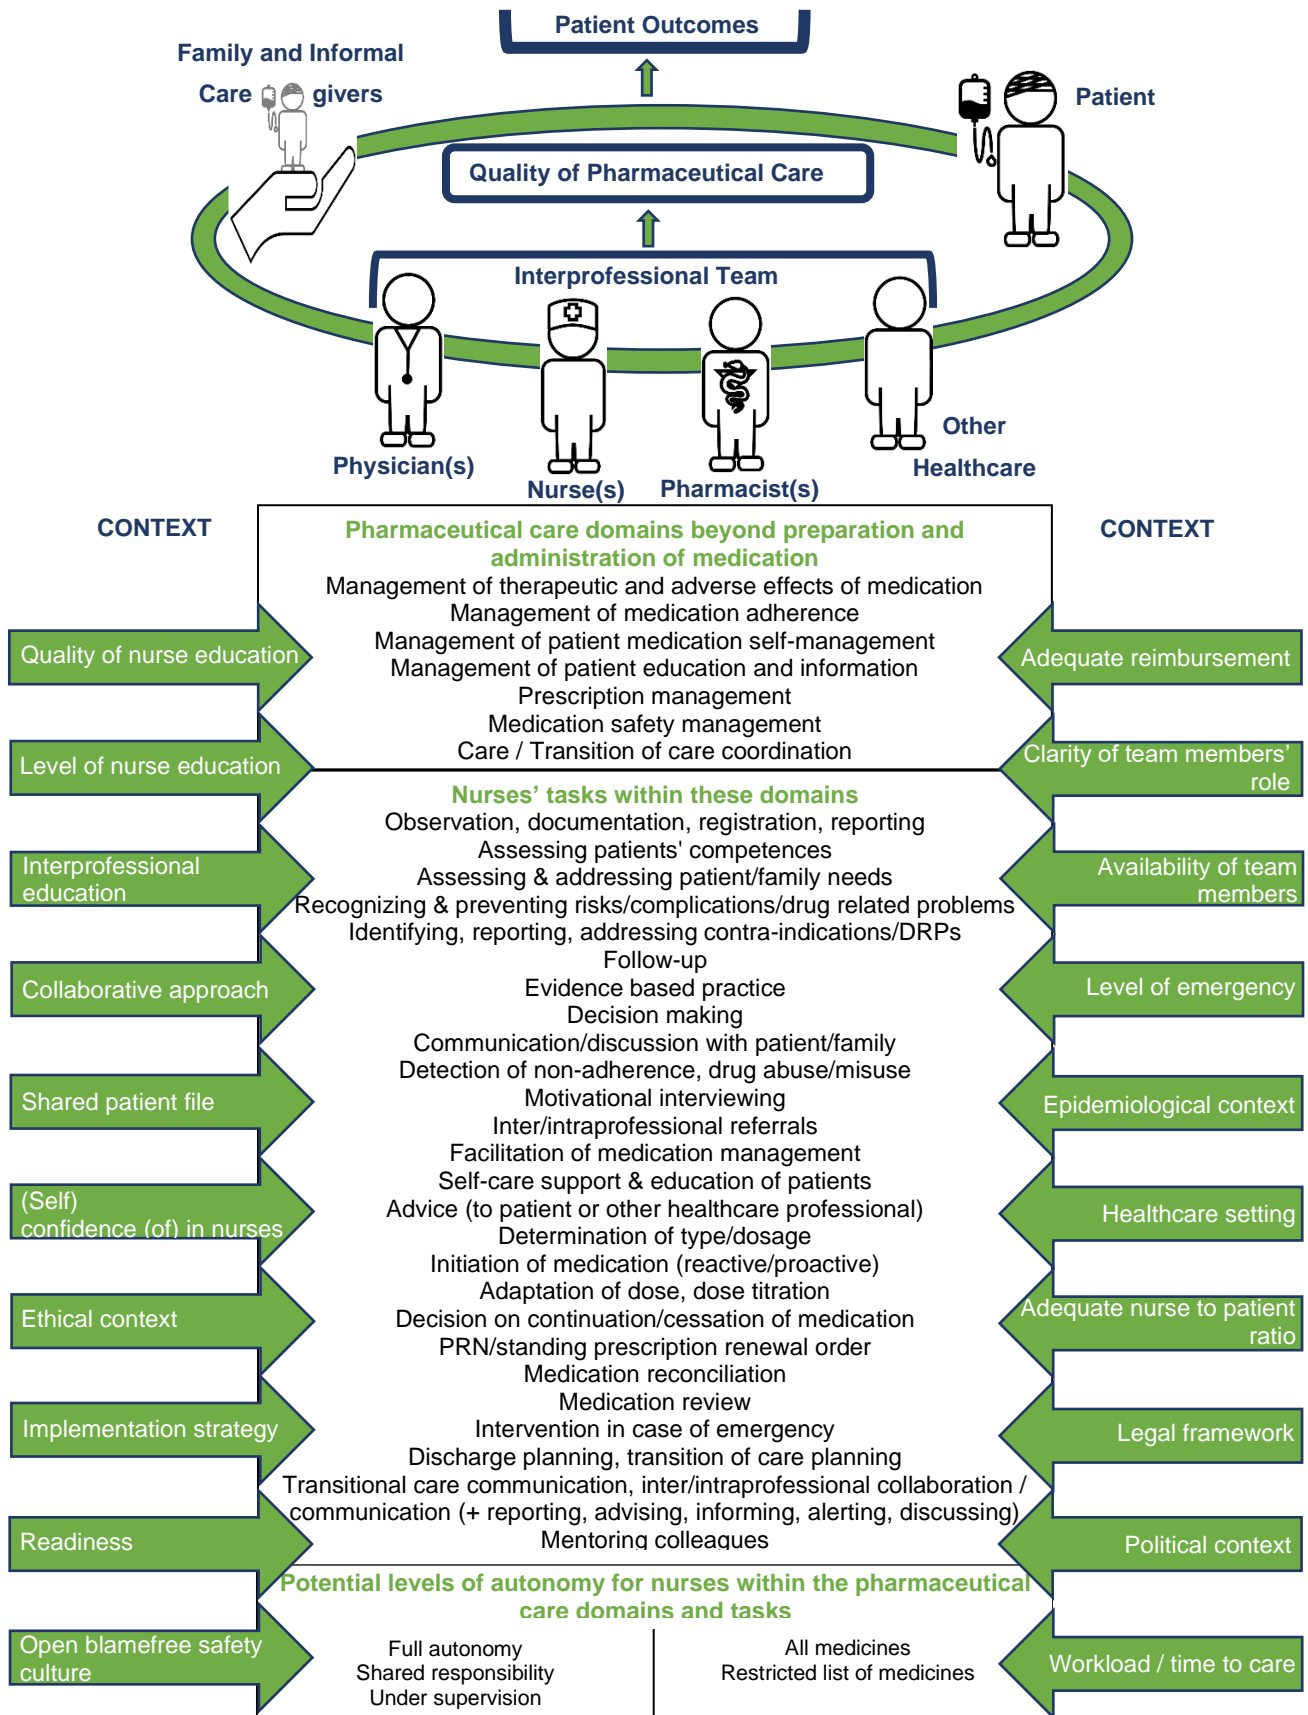 Patient Outcomes
Family and Informal
Care givers
Patient
Quality of Pharmaceutical Care
Interprofessional Team
Other
Healthcare
Physician(s)
Nurse(s)
Pharmacist(s)
CONTEXT
CONTEXT
Pharmaceutical care domains beyond preparation and
administration of medication
Management of therapeutic and adverse effects of medication
Management of medication adherence
Management of patient medication self-management
Management of patient education and information
Prescription management
Medication safety management
Care / Transition of care coordination
Nurses’ tasks within these domains
Observation, documentation, registration, reporting
Assessing patients' competences
Assessing & addressing patient/family needs
Recognizing & preventing risks/complications/drug related problems
Identifying, reporting, addressing contra-indications/DRPs
Follow-up
Evidence based practice
Decision making
Communication/discussion with patient/family
Detection of non-adherence, drug abuse/misuse
Motivational interviewing
Inter/intraprofessional referrals
Facilitation of medication management
Self-care support & education of patients
Advice (to patient or other healthcare professional)
Determination of type/dosage
Initiation of medication (reactive/proactive)
Adaptation of dose, dose titration
Decision on continuation/cessation of medication
PRN/standing prescription renewal order
Medication reconciliation
Medication review
Intervention in case of emergency
Discharge planning, transition of care planning
Transitional care communication, inter/intraprofessional collaboration /
communication (+ reporting, advising, informing, alerting, discussing)
Mentoring colleagues
Potential levels of autonomy for nurses within the pharmaceutical
care domains and tasks
Full autonomy
Shared responsibility
Under supervision
All medicines
Restricted list of medicines
Quality of nurse education
Level of nurse education
Interprofessional
education
Collaborative approach
Shared patient file
(Self)
confidence (of) in nurses
Ethical context
Implementation strategy
Readiness
Open blamefree safety
culture
Adequate reimbursement
Clarity of team members’
role
Availability of team
members
Level of emergency
Epidemiological context
Healthcare setting
Adequate nurse to patient
ratio
Legal framework
Political context
Workload / time to care